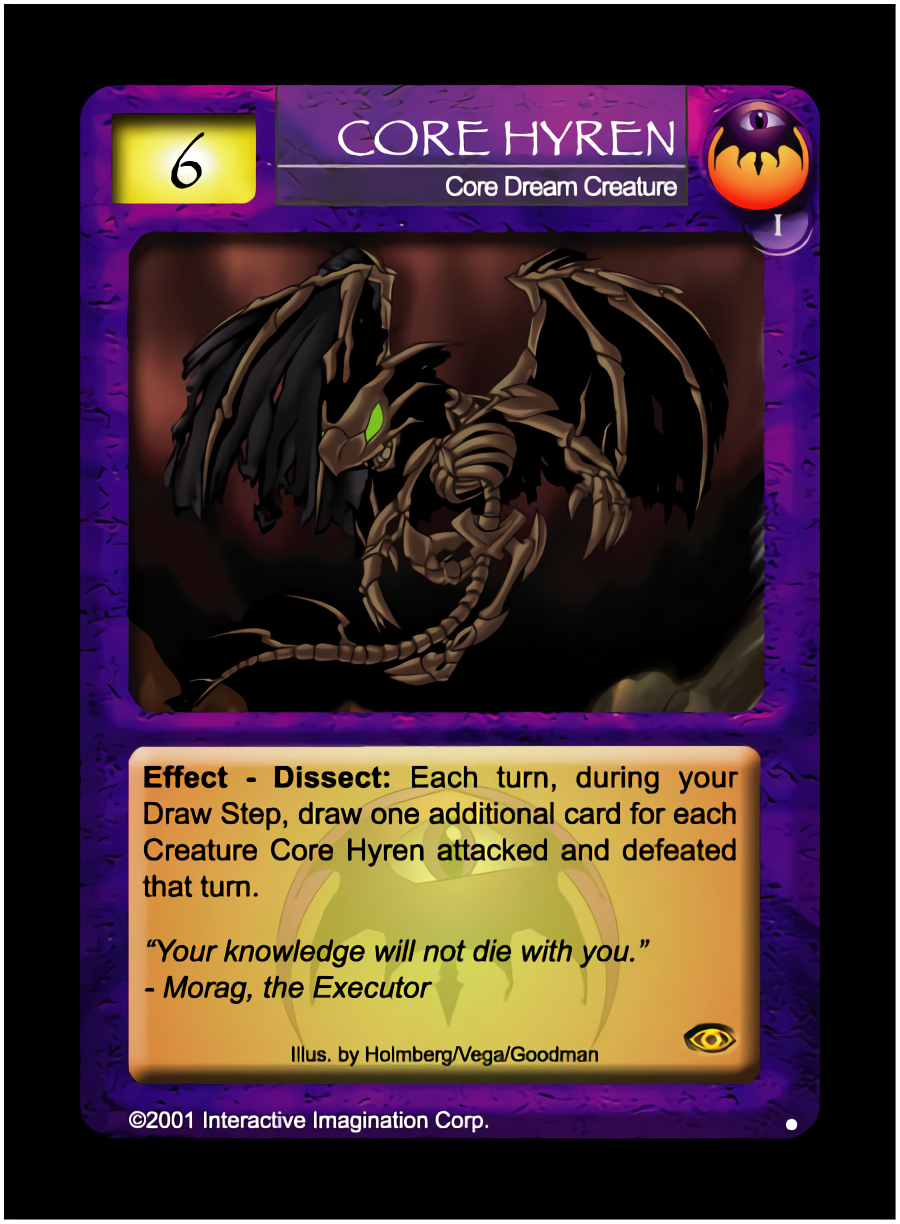 6
CORE HYREN
Core Dream Creature
I
Effect - Dissect: Each turn, during your
Draw Step, draw one additional card for each
Creature Core Hyren attacked and defeated
that turn.
“Your knowledge will not die with you.”
- Morag, the Executor
Illus. by Holmberg/Vega/Goodman
©2001 Interactive Imagination Corp.